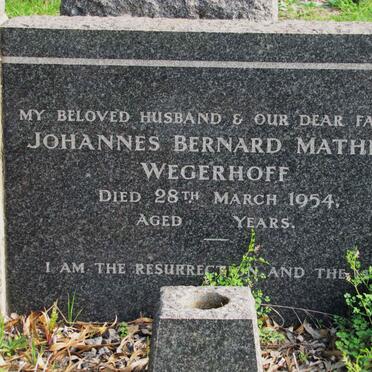 MY BELOVED HUSBAND & OUR DEAR FA
JOHANNES BERNARD MATH
WEGERHOFF
DIED 28TH MARCH 1954,
AGED YEARS.
I AM THE RESURRECTION AND THE